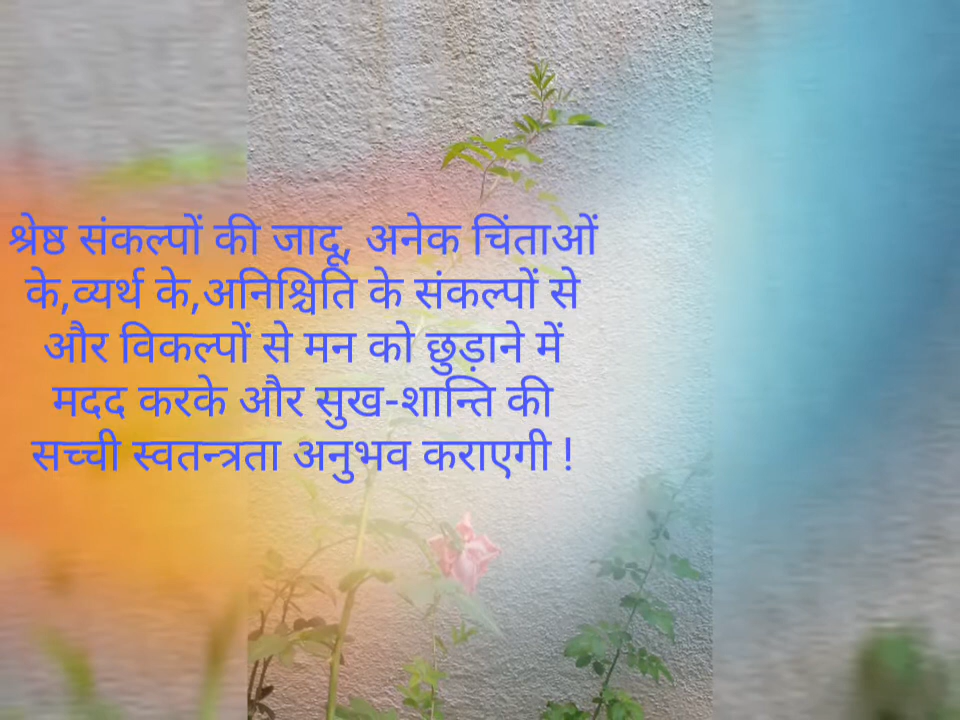 श्रेष्ठ संकल्पों की जादू, अनेक चिंताओं
के,व्यर्थ के,अनिश्चिति के संकल्पों से
और विकल्पों से मन को छुड़ाने में
मदद करके और सुख-शान्ति की
सच्ची स्वतन्त्रता अनुभव कराएगी !